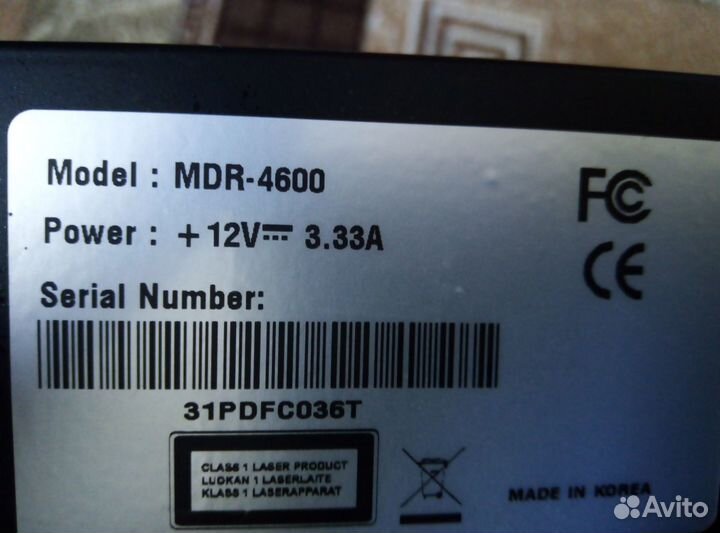 Model : MDR-4600
Power : +12V⎓ 3.33A
Serial Number:
31PDFC036T
CLASS 1 LASER PRODUCT
LUOKAN 1 LASERLAITE
KLASS 1 LASERAPPARAT
FC
CE
MADE IN KOREA
Avito